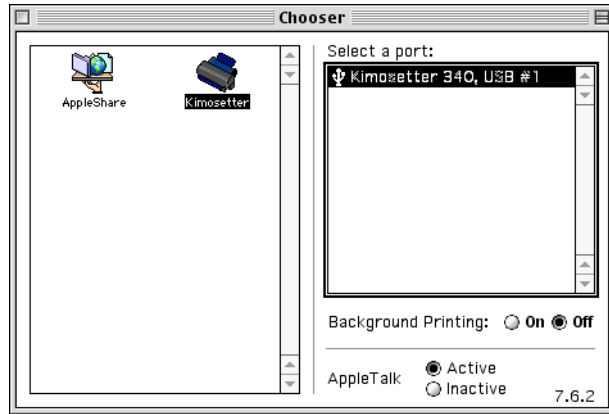 Chooser
AppleShare
Kimosetter
Select a port:
Kimosetter 340, USB #1
Background Printing: On Off
AppleTalk
Active
Inactive
7.6.2